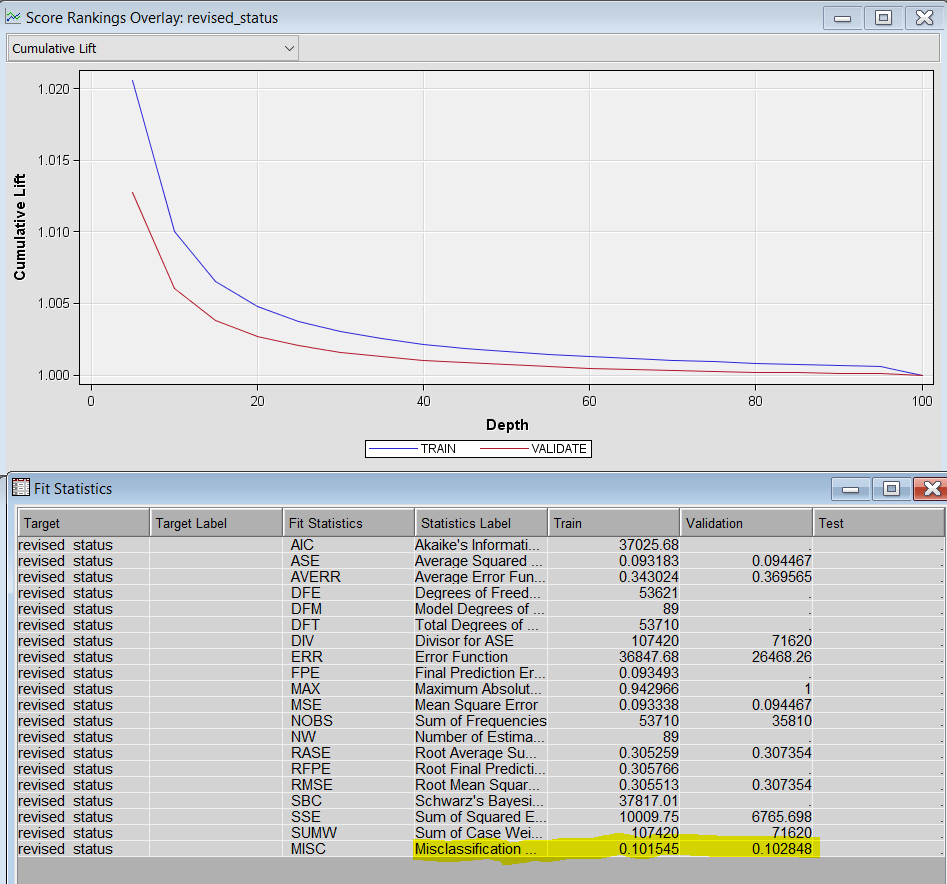 Score Rankings Overlay: revised_status
Cumulative Lift
1.020
1.015
1.010
1.005
1.000
Cumulative Lift
0 20 40 60 80 100
Depth
TRAIN VALIDATE
Fit Statistics
Target Target Label Fit Statistics Statistics Label Train Validation Test
revised_status AIC Akaike's Informati... 37025.68 . .
revised_status ASE Average Squared ... 0.093183 0.094467 .
revised_status AVERR Average Error Fun... 0.343024 0.369565 .
revised_status DFE Degrees of Freed... 53621 . .
revised_status DFM Model Degrees of ... 89 . .
revised_status DFT Total Degrees of ... 53710 . .
revised_status DIV Divisor for ASE 107420 71620 .
revised_status ERR Error Function 36847.68 26468.26 .
revised_status FPE Final Prediction Er... 0.093493 . .
revised_status MAX Maximum Absolut... 0.942966 1 .
revised_status MSE Mean Square Error 0.093338 0.094467 .
revised_status NOBS Sum of Frequencies 53710 35810 .
revised_status NW Number of Estima... 89 . .
revised_status RASE Root Average Su... 0.305259 0.307354 .
revised_status RFPE Root Final Predicti... 0.305766 . .
revised_status RMSE Root Mean Squar... 0.305513 0.307354 .
revised_status SBC Schwarz's Bayesi... 37817.01 . .
revised_status SSE Sum of Squared E... 10009.75 6765.698 .
revised_status SUMW Sum of Case Wei... 107420 71620 .
revised_status MISC Misclassification ... 0.101545 0.102848 .